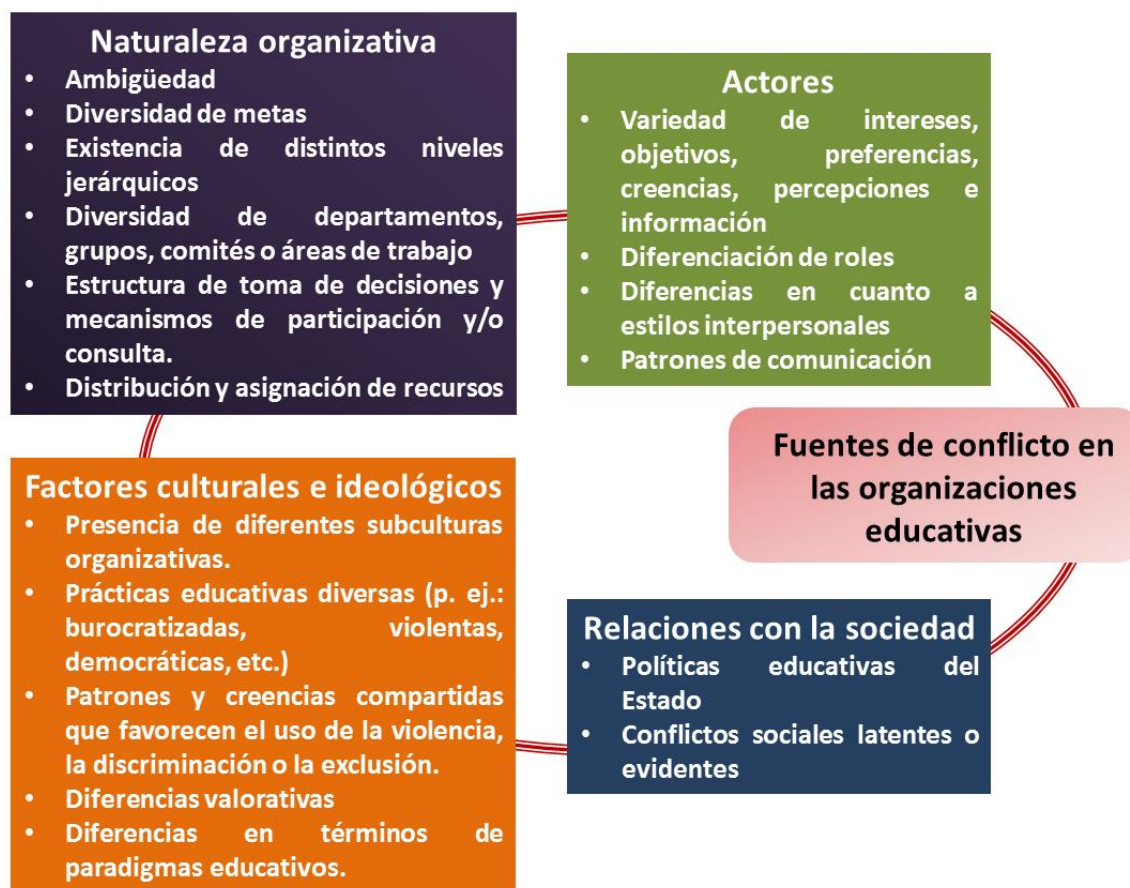 Naturaleza organizativa
• Ambigüedad
• Diversidad de metas
• Existencia de distintos niveles
jerárquicos
• Diversidad de departamentos,
grupos, comités o áreas de trabajo
• Estructura de toma de decisiones y
mecanismos de participación y/o
consulta.
• Distribución y asignación de recursos
Actores
• Variedad de intereses,
objetivos, preferencias,
creencias, percepciones e
información
• Diferenciación de roles
• Diferencias en cuanto a
estilos interpersonales
• Patrones de comunicación
Fuentes de conflicto en
las organizaciones
educativas
Factores culturales e ideológicos
• Presencia de diferentes subculturas
organizativas.
• Prácticas educativas diversas (p. ej.:
burocratizadas, violentas,
democráticas, etc.)
• Patrones y creencias compartidas
que favorecen el uso de la violencia,
la discriminación o la exclusión.
• Diferencias valorativas
• Diferencias en términos de
paradigmas educativos.
Relaciones con la sociedad
• Políticas educativas del
Estado
• Conflictos sociales latentes o
evidentes